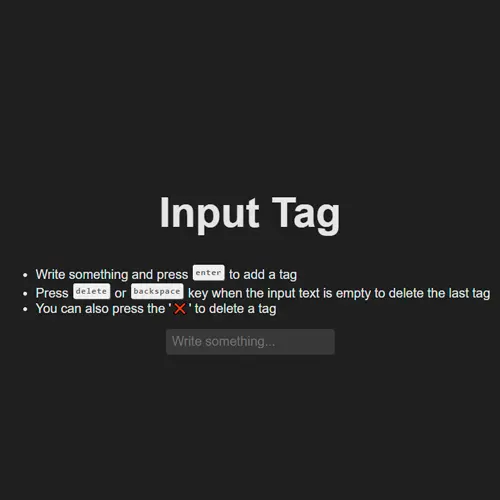 Input Tag
• Write something and press enter to add a tag
• Press delete or backspace key when the input text is empty to delete the last tag
• You can also press the '❌' to delete a tag
Write something...